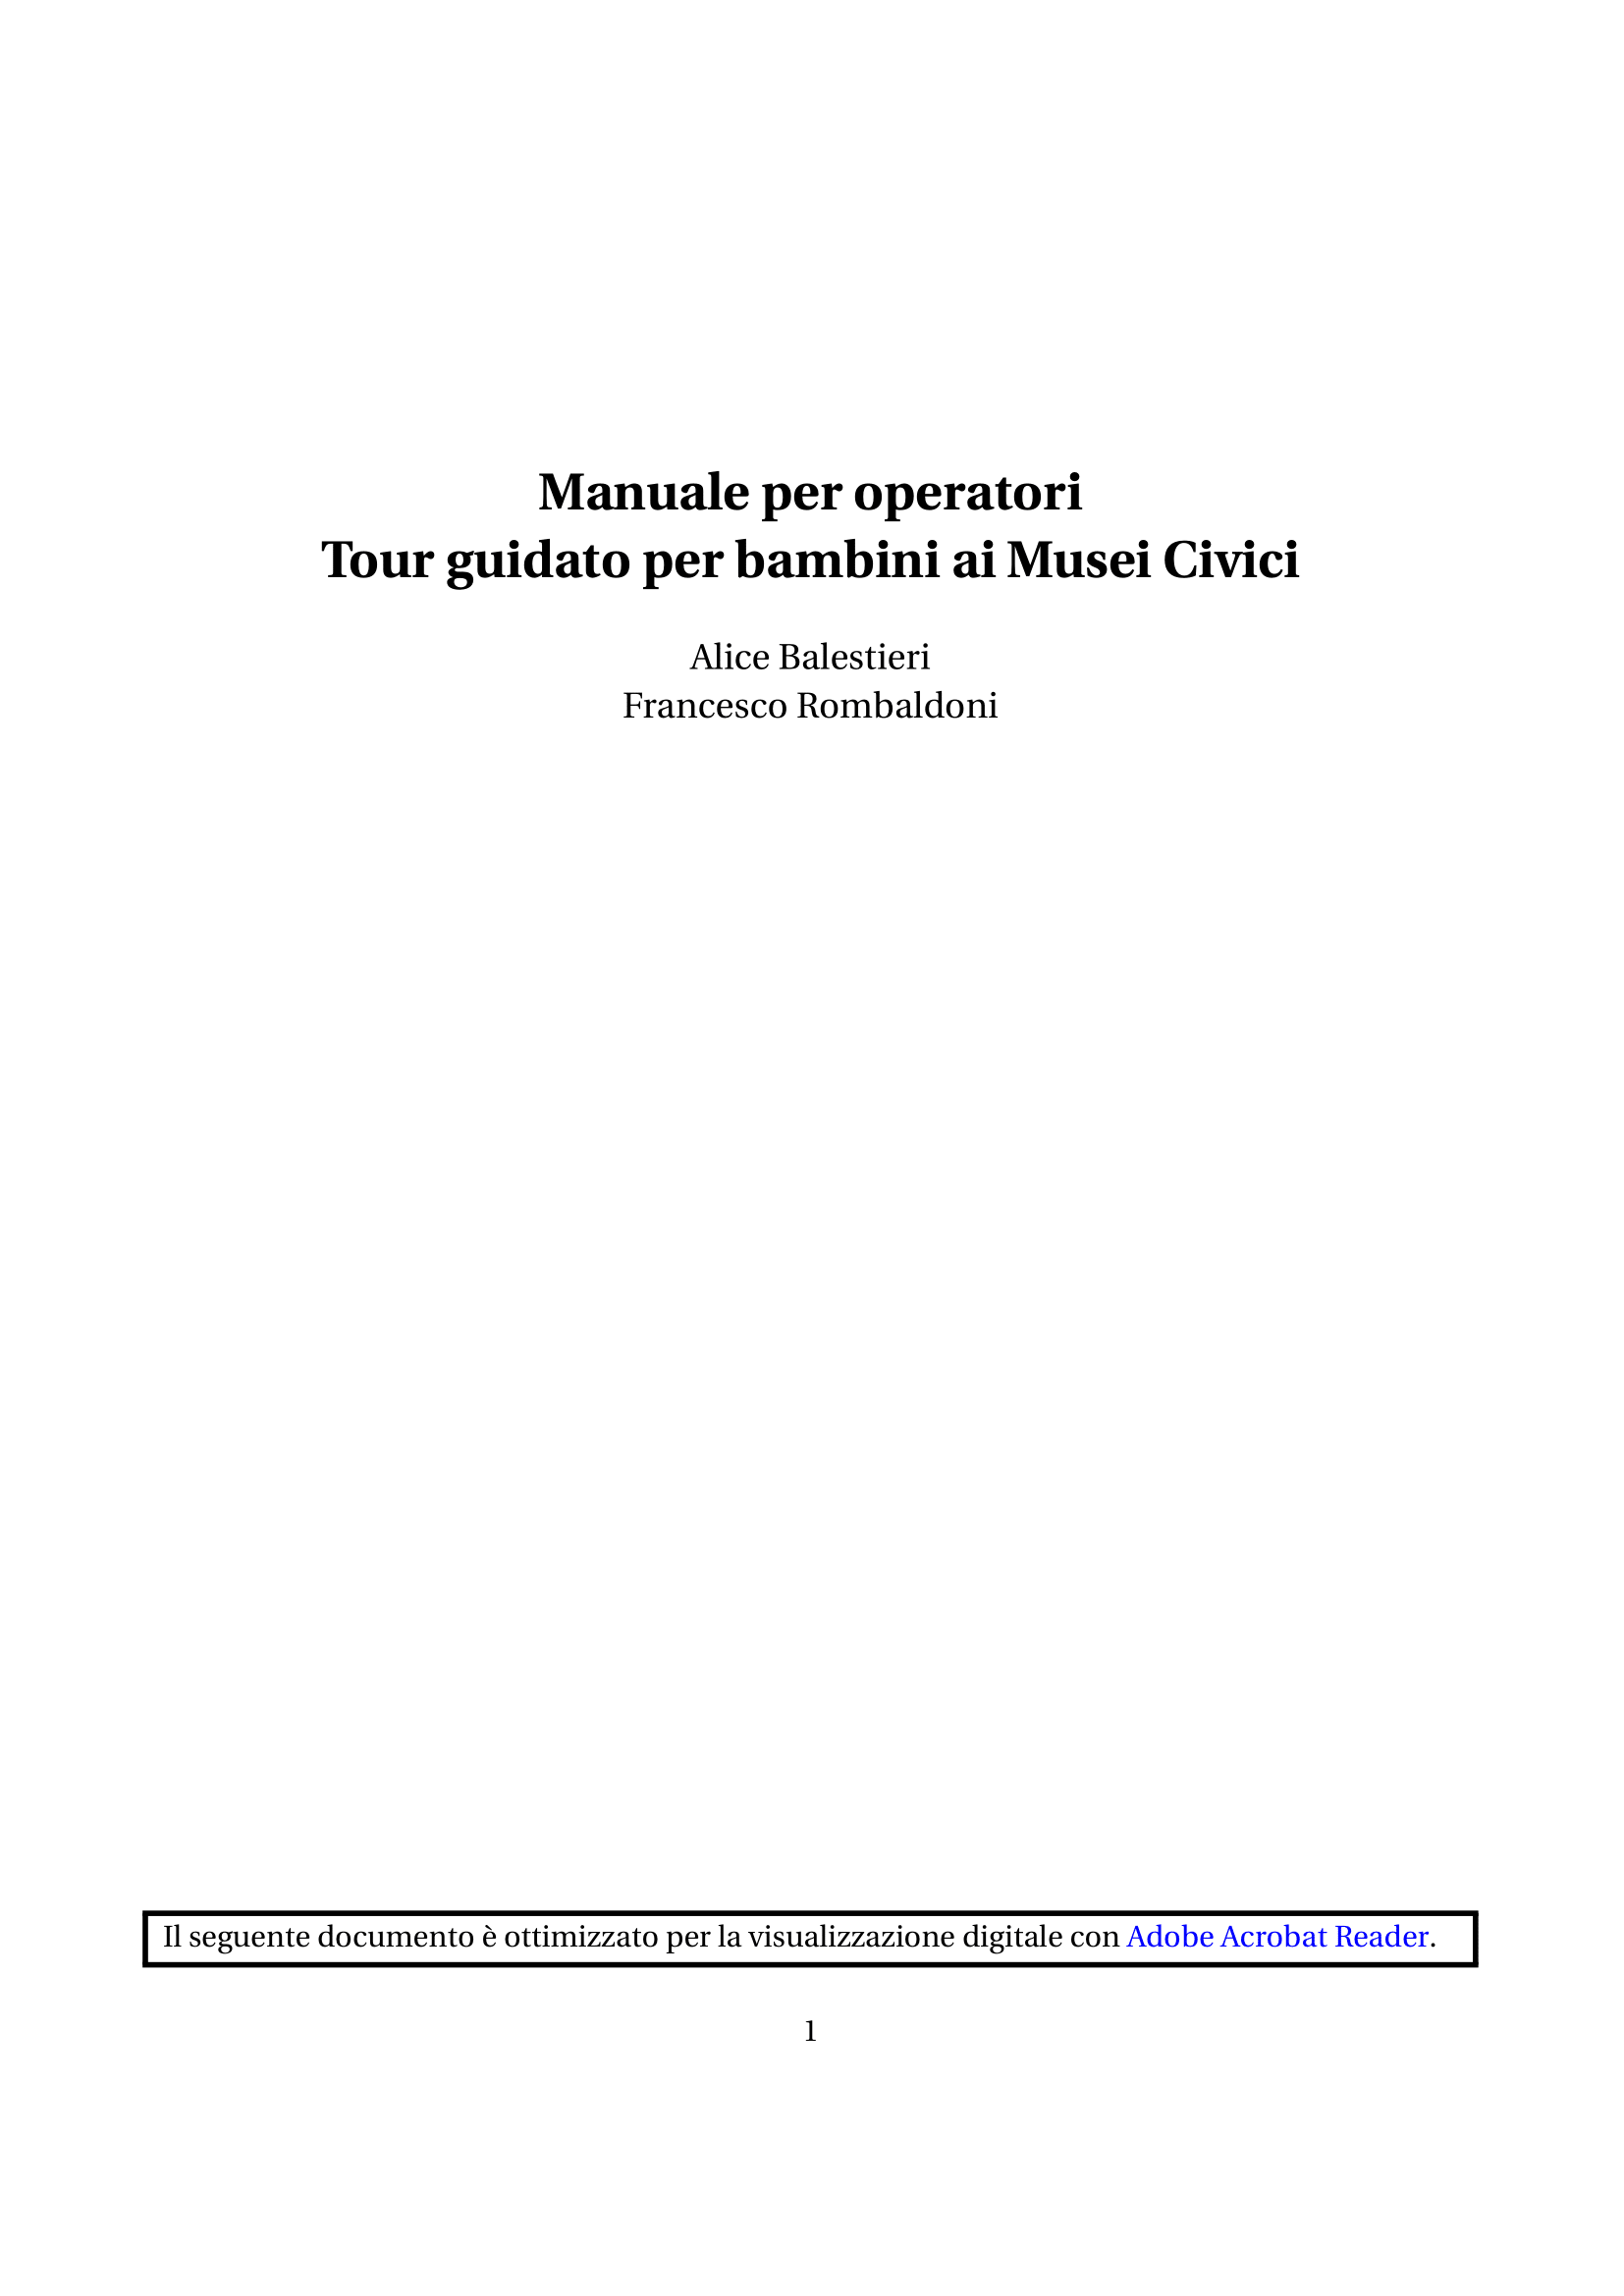 Manuale per operatori
Tour guidato per bambini ai Musei Civici
Alice Balestieri
Francesco Rombaldoni
Il seguente documento è ottimizzato per la visualizzazione digitale con Adobe Acrobat Reader.
1